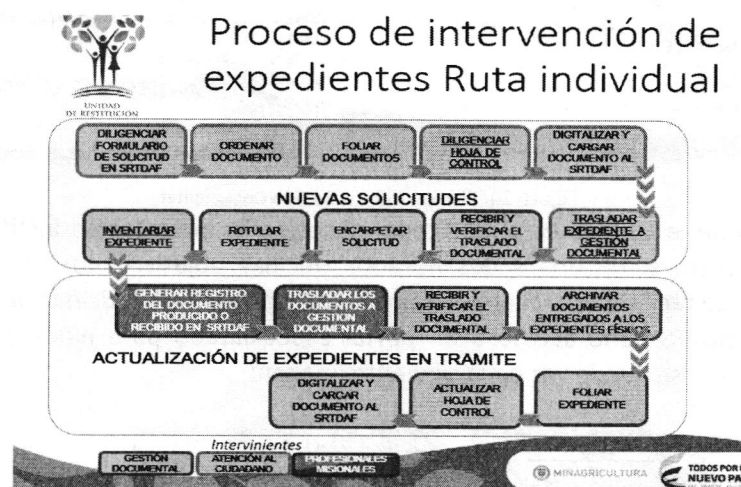 Proceso de intervención de
expedientes Ruta individual
UNIDAD
DE RESTITUCIÓN
DILIGENCIAR
FORMULARIO
DE SOLICITUD
EN SRTDAF
ORDENAR
DOCUMENTO
FOLIAR
DOCUMENTOS
DILIGENCIAR
HOJA DE
CONTROL
DIGITALIZAR Y
CARGAR
DOCUMENTO AL
SRTDAF
NUEVAS SOLICITUDES
INVENTARIAR
EXPEDIENTE
ROTULAR
EXPEDIENTE
ENCARPETAR
SOLICITUD
RECIBIR Y
VERIFICAR EL
TRASLADO
DOCUMENTAL
TRASLADAR
EXPEDIENTE A
GESTIÓN
DOCUMENTAL
GENERAR REGISTRO
DEL DOCUMENTO
PRODUCIDO O
RECIBIDO EN SRTDAF
TRASLADAR LOS
DOCUMENTOS A
GESTION
DOCUMENTAL
RECIBIR Y
VERIFICAR EL
TRASLADO
DOCUMENTAL
ARCHIVAR
DOCUMENTOS
ENTREGADOS A LOS
EXPEDIENTES FÍSICOS
ACTUALIZACIÓN DE EXPEDIENTES EN TRAMITE
DIGITALIZAR Y
CARGAR
DOCUMENTO AL
SRTDAF
ACTUALIZAR
HOJA DE
CONTROL
FOLIAR
EXPEDIENTE
Intervinientes
GESTIÓN
DOCUMENTAL
ATENCIÓN AL
CIUDADANO
PROFESIONALES
MISIONALES
MINAGRICULTURA
TODOS POR
NUEVO PA